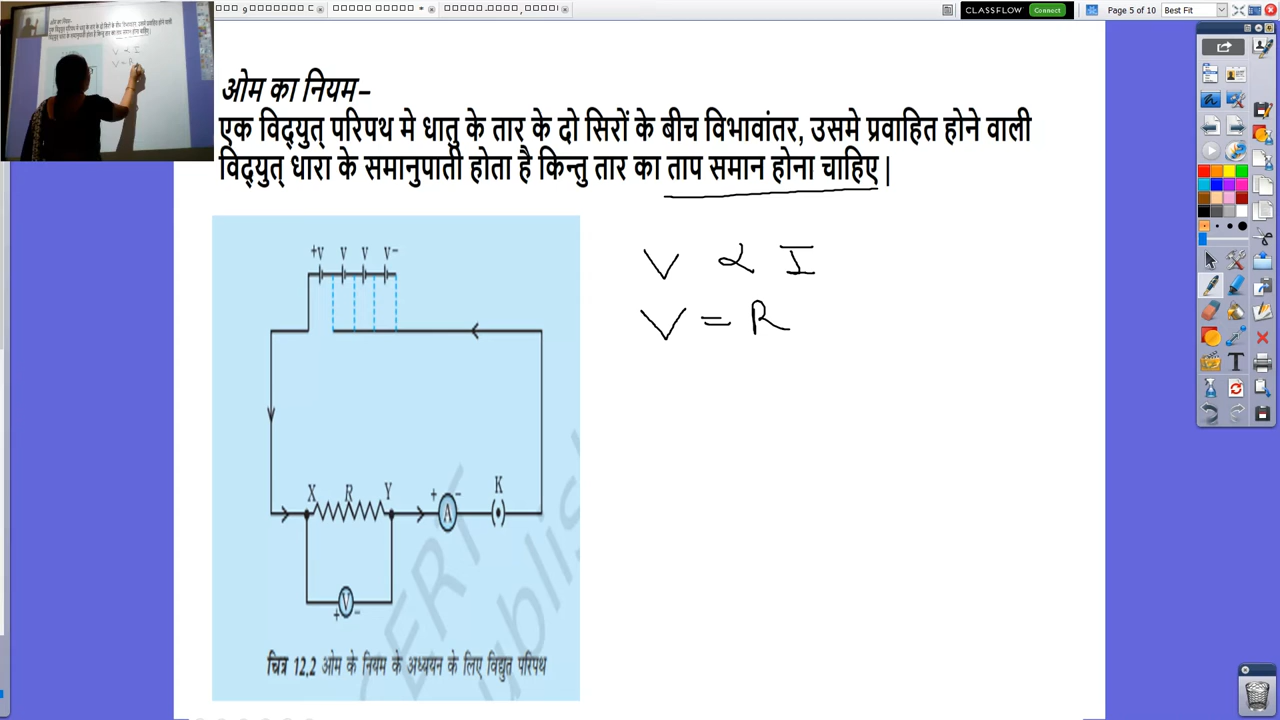 CLASSFLOW Connect
Page 5 of 10
Best Fit
ओम का नियम-
एक विद्युत् परिपथ मे धातु के तार के दो सिरों के बीच विभावांतर, उसमे प्रवाहित होने वाली
विद्युत् धारा के समानुपाती होता है किन्तु तार का ताप समान होना चाहिए |
V ∝ I
V = R
+v v v v-
X R Y
+ A -
K
+ V -
चित्र 12.2 ओम के नियम के अध्ययन के लिए विद्युत परिपथ